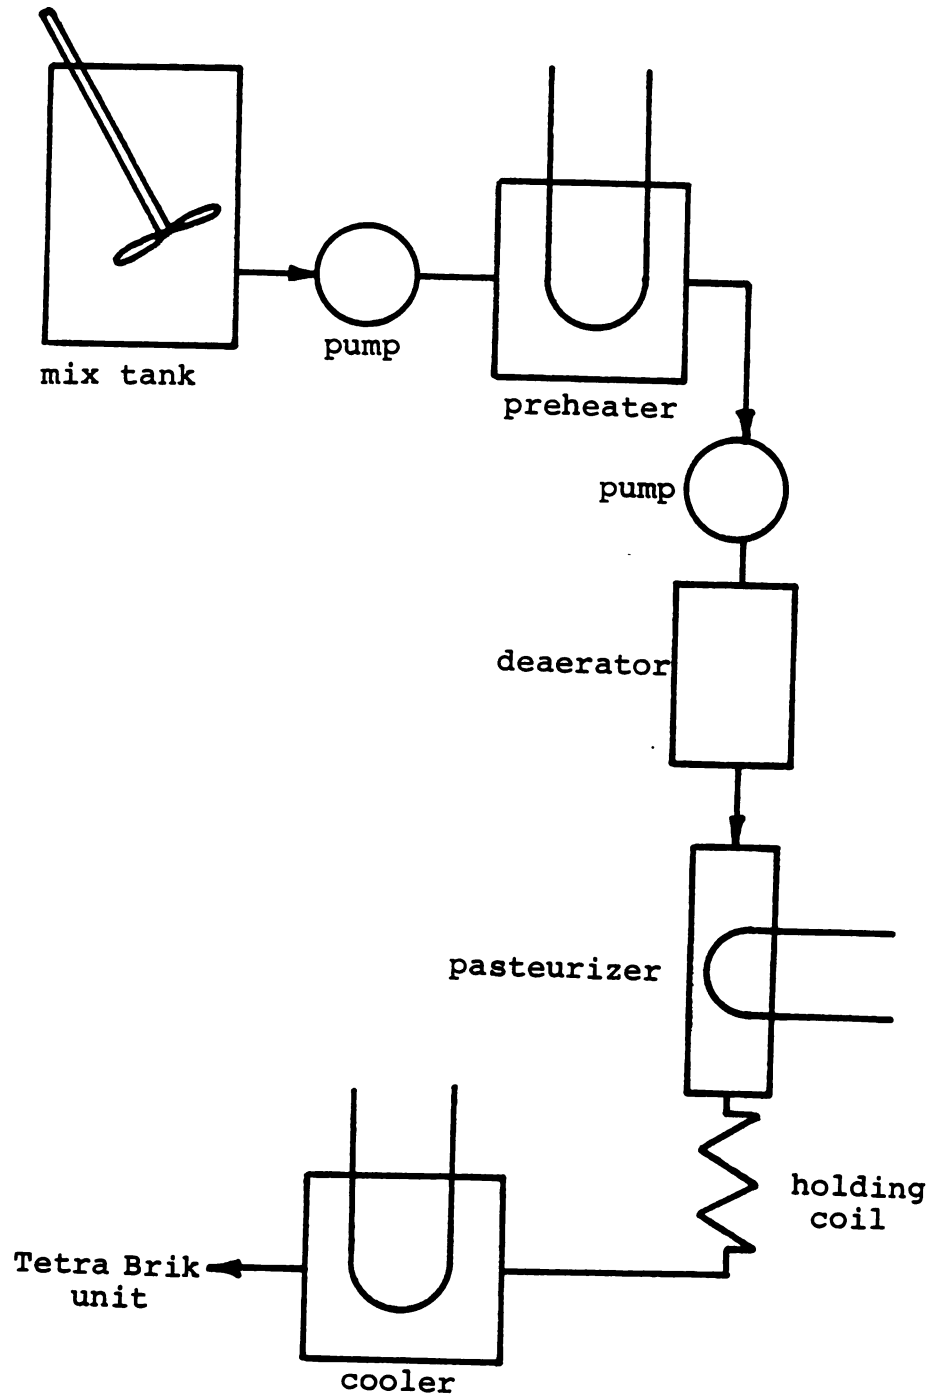 pump
mix tank
preheater
pump
deaerator
pasteurizer
holding
coil
Tetra Brik
unit
cooler